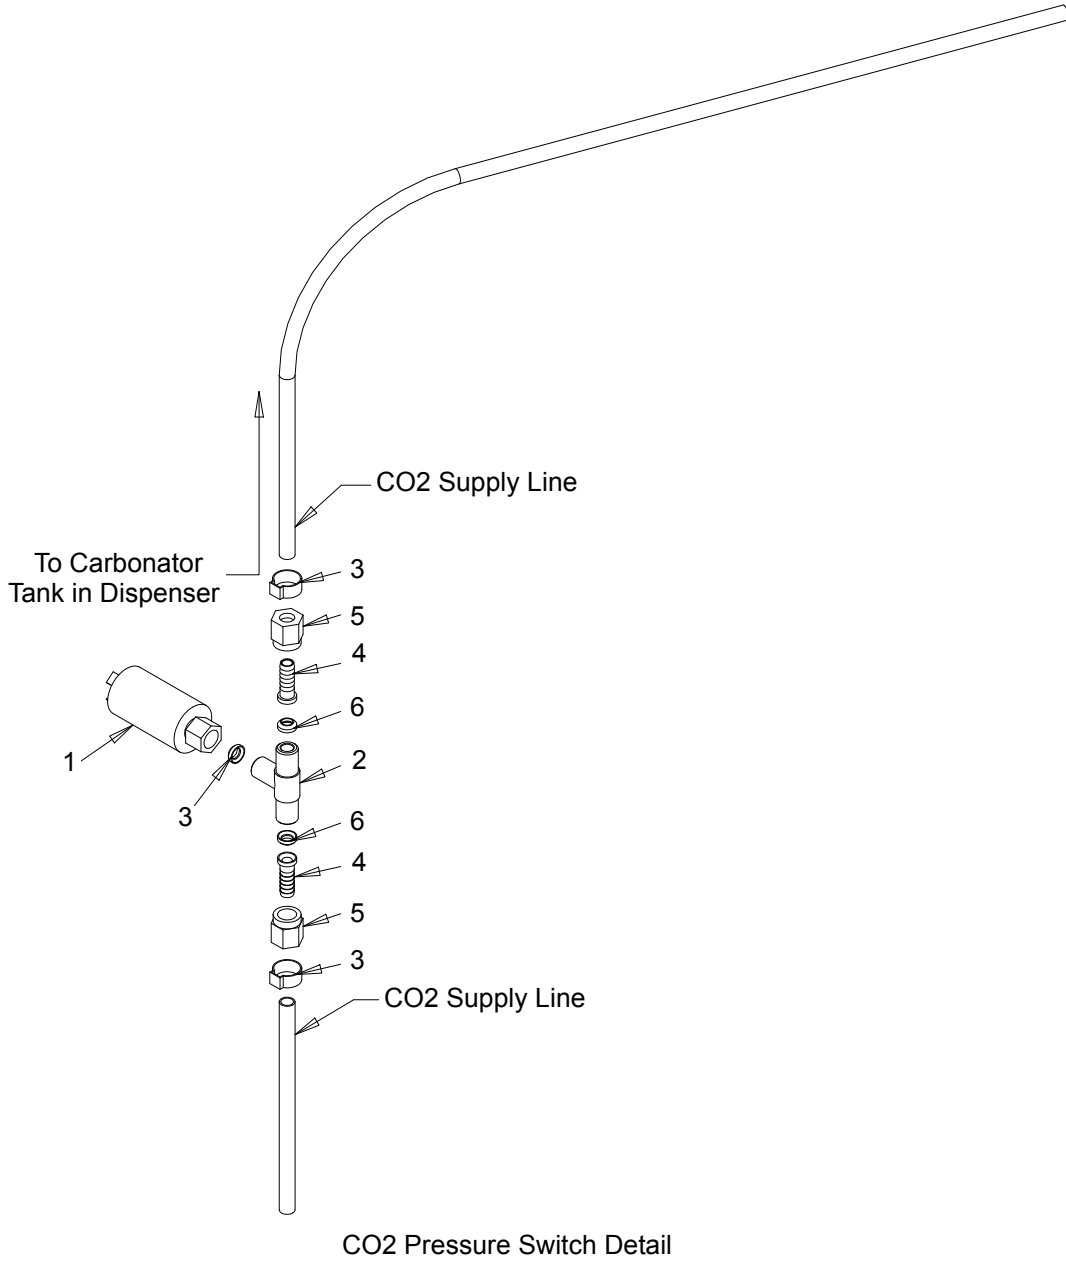 CO2 Supply Line
To Carbonator
Tank in Dispenser
3
5
4
6
1
2
3
6
4
5
3
CO2 Supply Line
CO2 Pressure Switch Detail